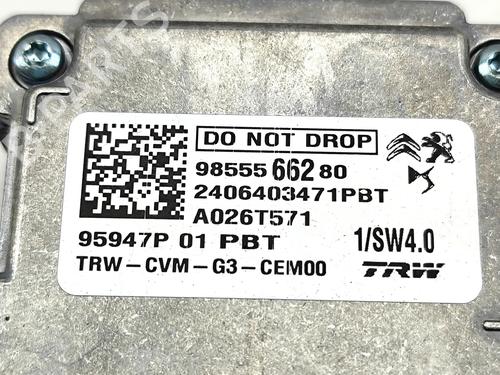 DO NOT DROP
98555 662 80
2406403471PBT
A026T571
95947P 01 PBT 1/SW4.0
TRW-CVM-G3-CEM00 TRW